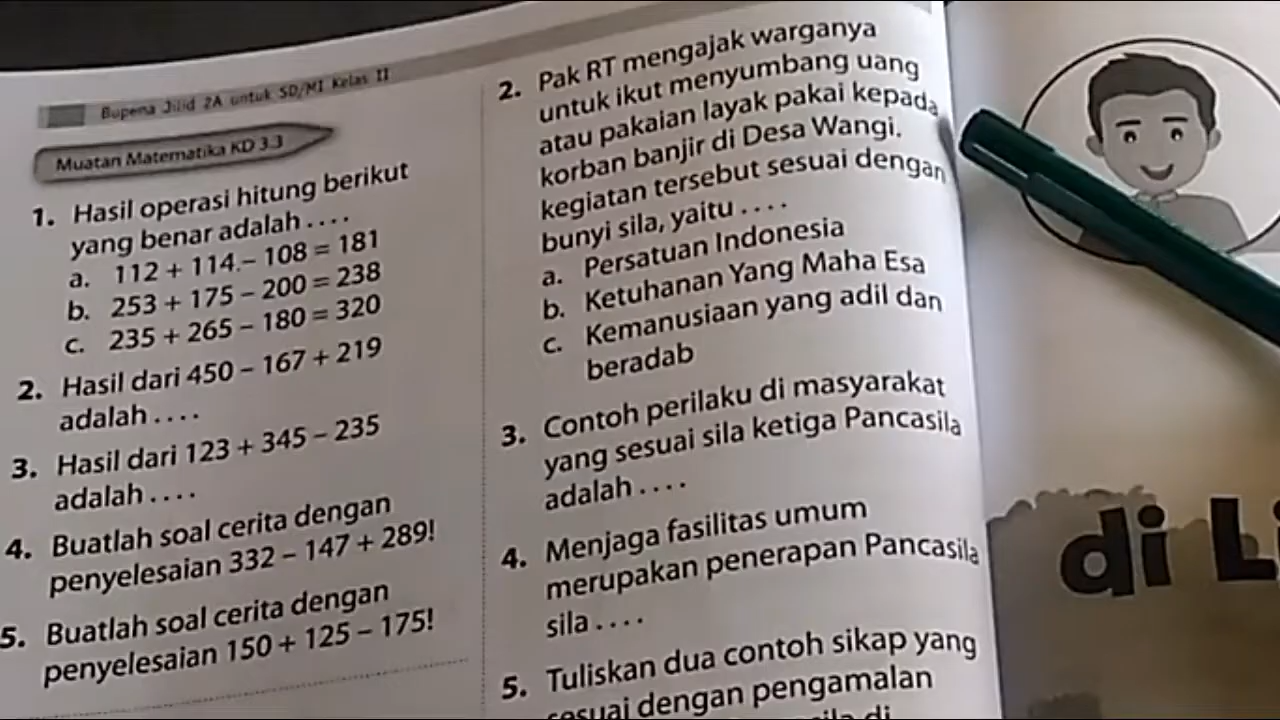 Bupena Jilid 2A untuk SD/MI Kelas II
Muatan Matematika KD 3.3
1. Hasil operasi hitung berikut
yang benar adalah . . . .
a. 112 + 114 – 108 = 181
b. 253 + 175 – 200 = 238
c. 235 + 265 – 180 = 320
2. Hasil dari 450 – 167 + 219
adalah . . . .
3. Hasil dari 123 + 345 – 235
adalah . . . .
4. Buatlah soal cerita dengan
penyelesaian 332 – 147 + 289!
5. Buatlah soal cerita dengan
penyelesaian 150 + 125 – 175!
2. Pak RT mengajak warganya
untuk ikut menyumbang uang
atau pakaian layak pakai kepada
korban banjir di Desa Wangi.
kegiatan tersebut sesuai dengan
bunyi sila, yaitu . . . .
a. Persatuan Indonesia
b. Ketuhanan Yang Maha Esa
c. Kemanusiaan yang adil dan
beradab
3. Contoh perilaku di masyarakat
yang sesuai sila ketiga Pancasila
adalah . . . .
4. Menjaga fasilitas umum
merupakan penerapan Pancasila
sila . . . .
5. Tuliskan dua contoh sikap yang
sesuai dengan pengamalan
di
di